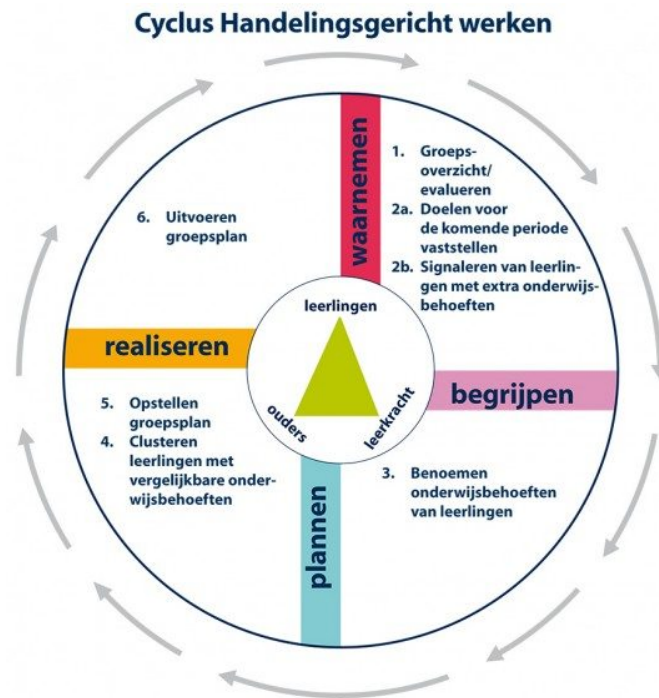 Cyclus Handelingsgericht werken
waarnemen
1. Groeps-
overzicht/
evalueren
2a. Doelen voor
de komende periode
vaststellen
2b. Signaleren van leerlin-
gen met extra onderwijs-
behoeften
begrijpen
3. Benoemen
onderwijsbehoeften
van leerlingen
plannen
5. Opstellen
groepsplan
4. Clusteren
leerlingen met
vergelijkbare onder-
wijsbehoeften
realiseren
6. Uitvoeren
groepsplan
leerlingen
ouders
leerkracht